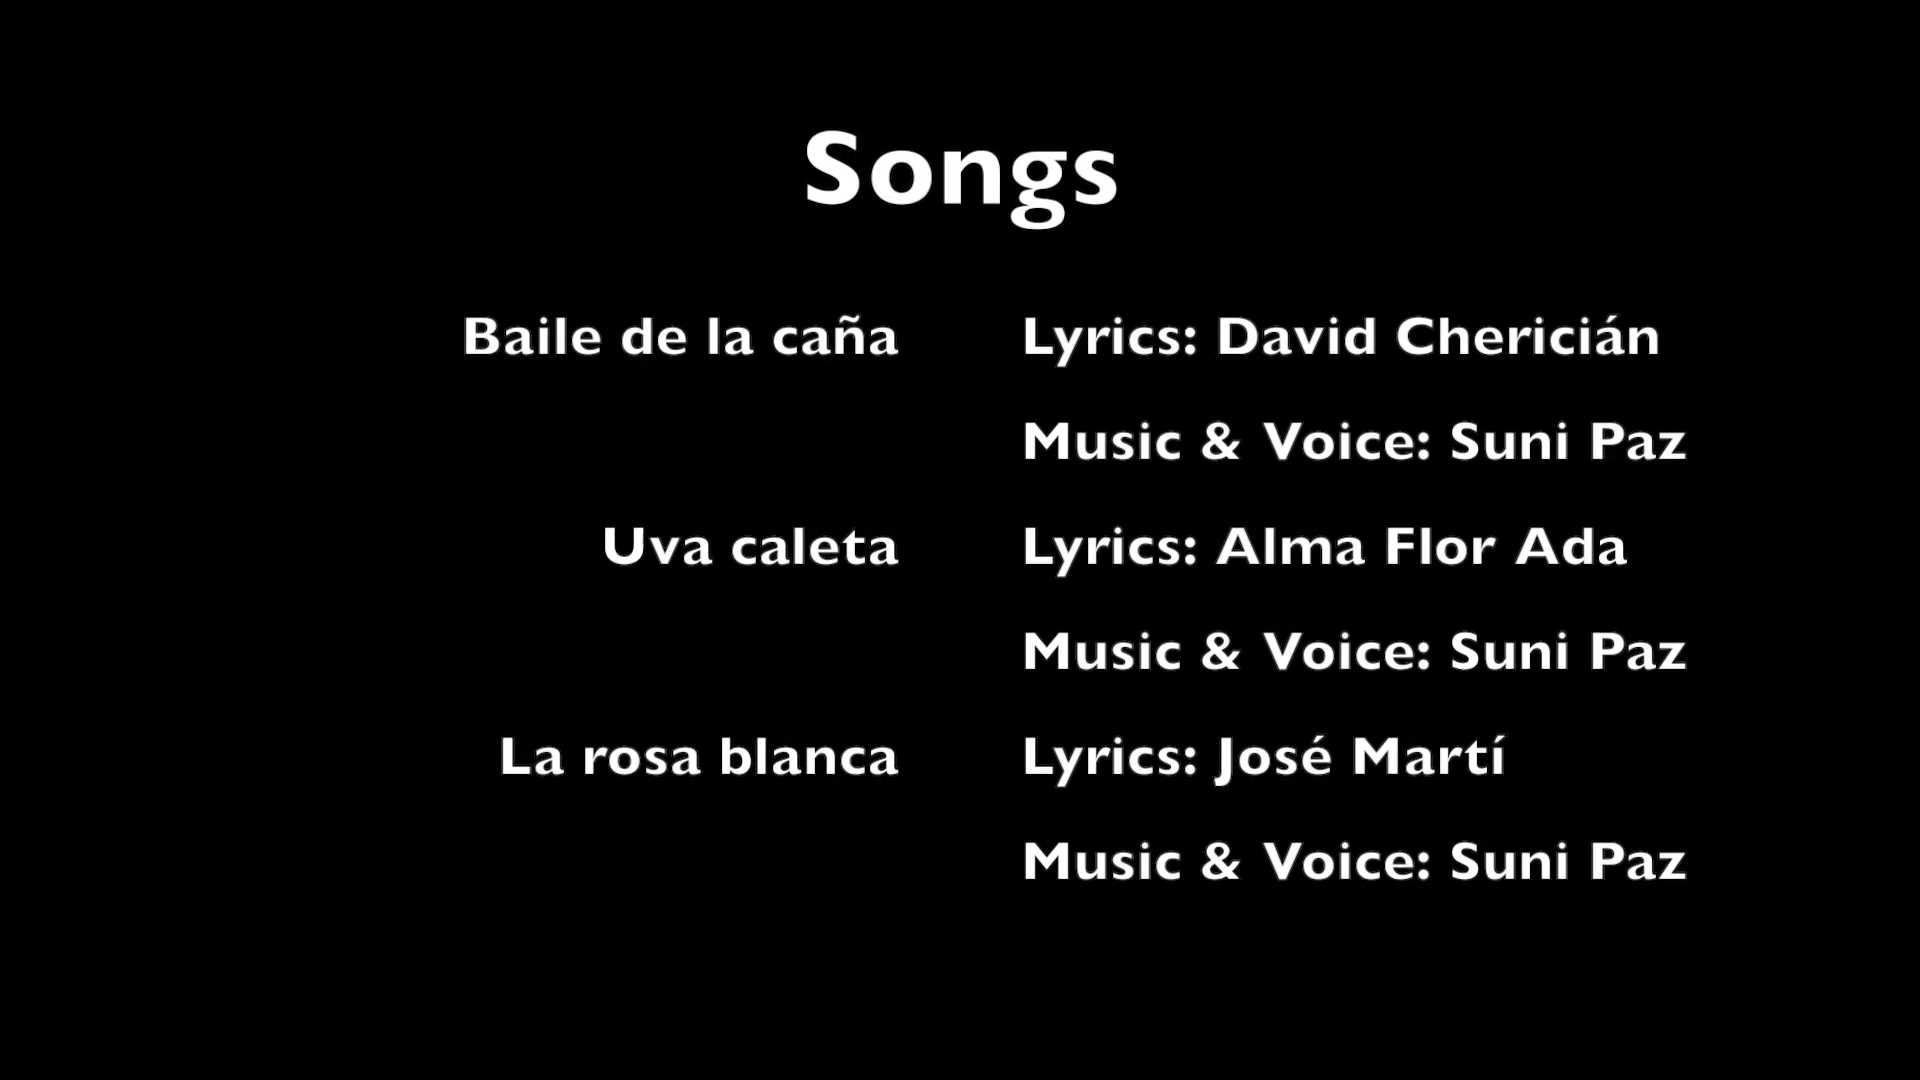 Songs
Baile de la caña Lyrics: David Chericián
Music & Voice: Suni Paz
Uva caleta Lyrics: Alma Flor Ada
Music & Voice: Suni Paz
La rosa blanca Lyrics: José Martí
Music & Voice: Suni Paz